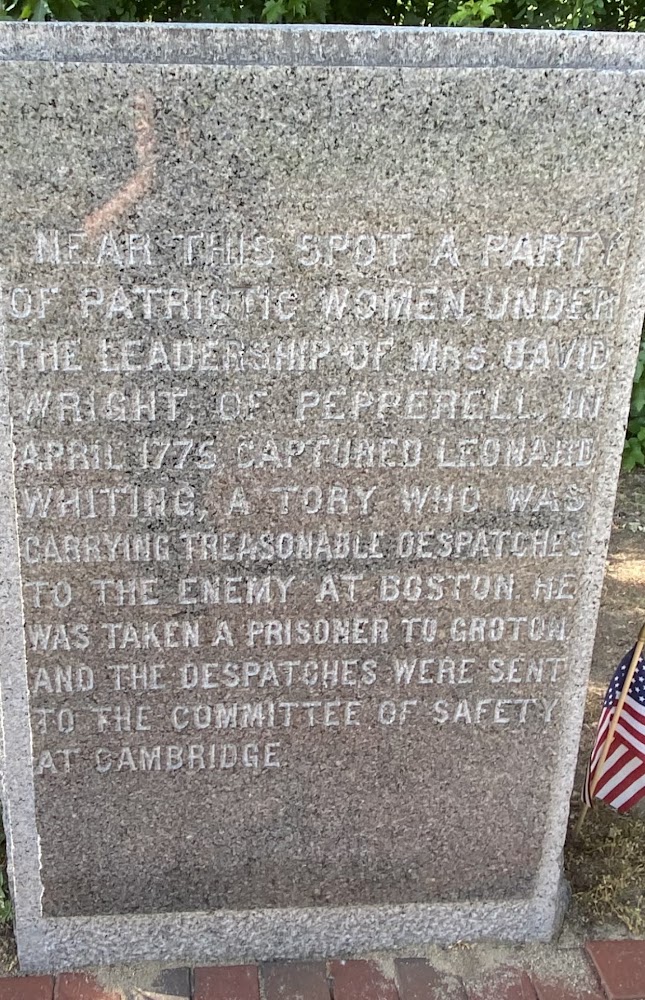 NEAR THIS SPOT A PARTY
OF PATRIOTIC WOMEN, UNDER
THE LEADERSHIP OF MRS. DAVID
WRIGHT, OF PEPPERELL, IN
APRIL 1775 CAPTURED LEONARD
WHITING, A TORY WHO WAS
CARRYING TREASONABLE DESPATCHES
TO THE ENEMY AT BOSTON. HE
WAS TAKEN A PRISONER TO GROTON,
AND THE DESPATCHES WERE SENT
TO THE COMMITTEE OF SAFETY
AT CAMBRIDGE.